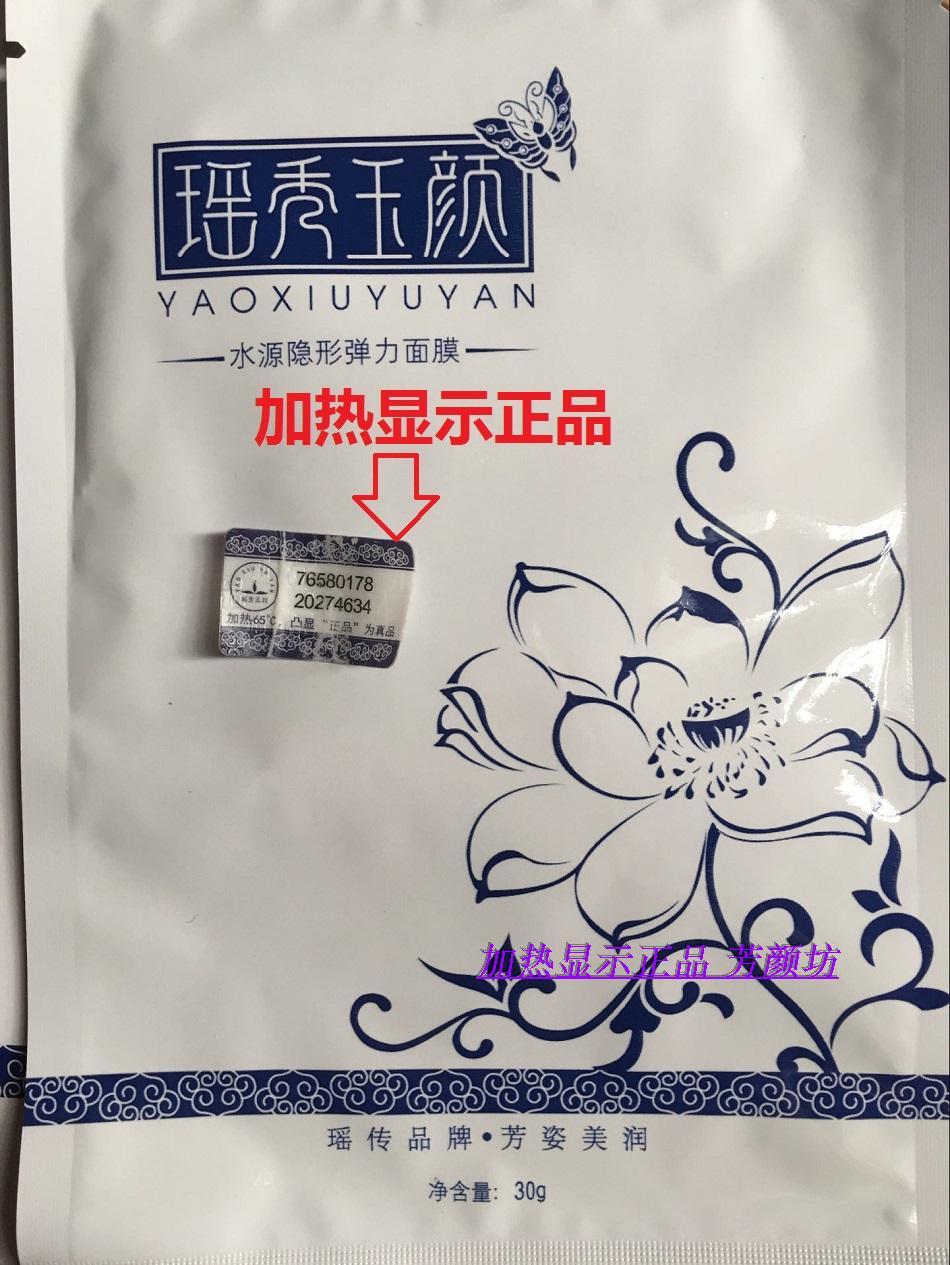 瑶秀玉颜
YAOXIUYUYAN
水源隐形弹力面膜
加热显示正品
76580178
20274634
加热65℃，凸显“正品”为真品
加热显示正品 芳颜坊
瑶传品牌•芳姿美润
净含量：30g